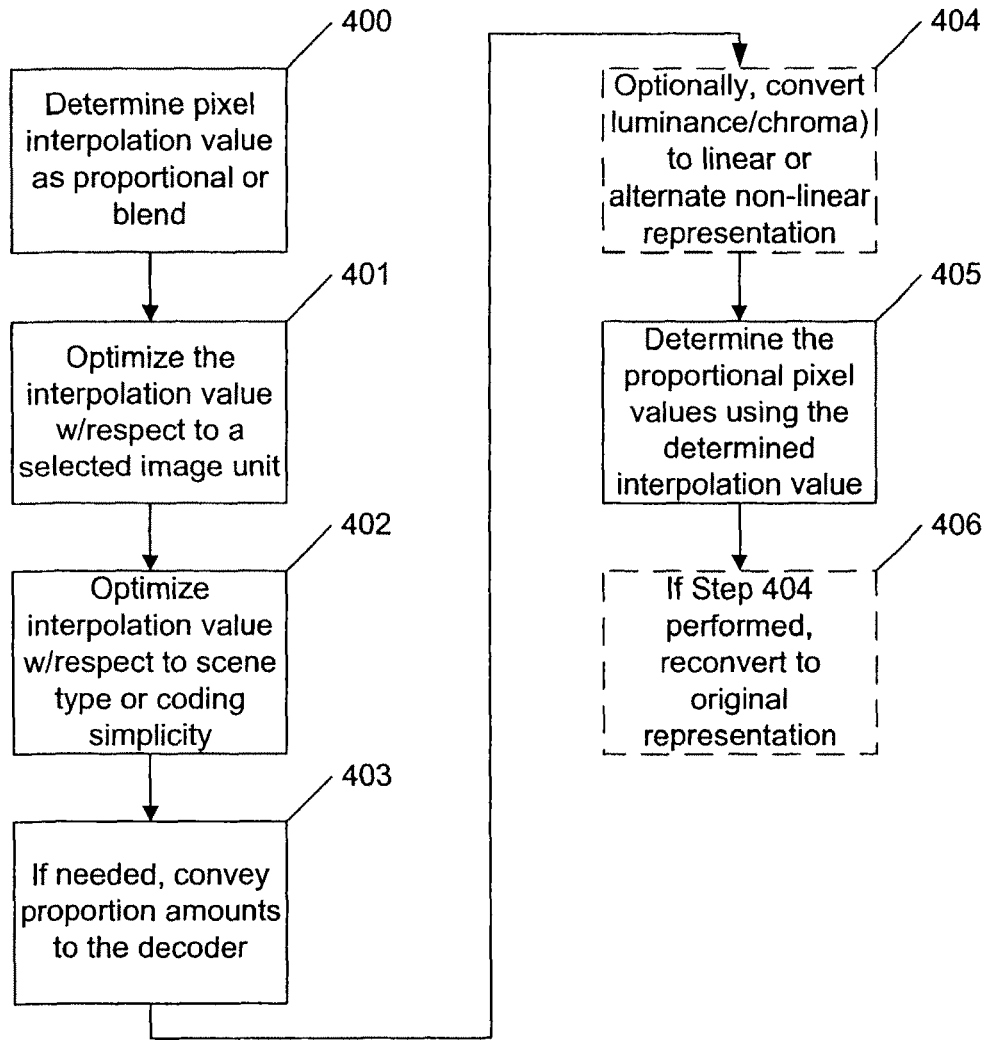 400
Determine pixel
interpolation value
as proportional or
blend
401
Optimize the
interpolation value
w/respect to a
selected image unit
402
Optimize
interpolation value
w/respect to scene
type or coding
simplicity
403
If needed, convey
proportion amounts
to the decoder
404
Optionally, convert
luminance/chroma)
to linear or
alternate non-linear
representation
405
Determine the
proportional pixel
values using the
determined
interpolation value
406
If Step 404
performed,
reconvert to
original
representation